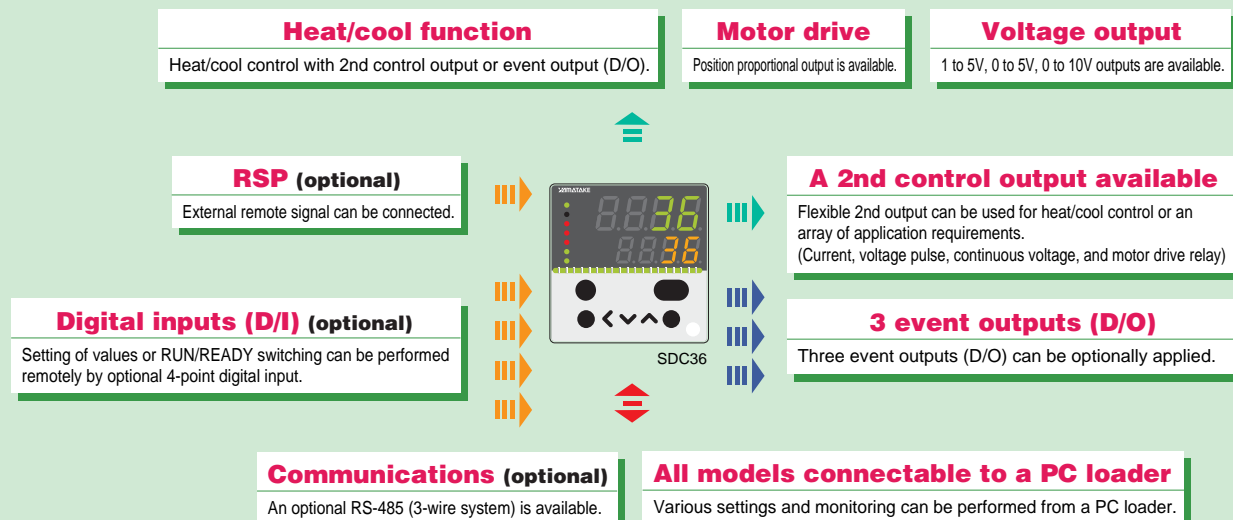 Heat/cool function
Heat/cool control with 2nd control output or event output (D/O).
Motor drive
Position proportional output is available.
Voltage output
1 to 5V, 0 to 5V, 0 to 10V outputs are available.
RSP (optional)
External remote signal can be connected.
YAMATAKE
8.8.36
8.8.36
SDC36
A 2nd control output available
Flexible 2nd output can be used for heat/cool control or an
array of application requirements.
(Current, voltage pulse, continuous voltage, and motor drive relay)
Digital inputs (D/I) (optional)
Setting of values or RUN/READY switching can be performed
remotely by optional 4-point digital input.
3 event outputs (D/O)
Three event outputs (D/O) can be optionally applied.
Communications (optional)
An optional RS-485 (3-wire system) is available.
All models connectable to a PC loader
Various settings and monitoring can be performed from a PC loader.